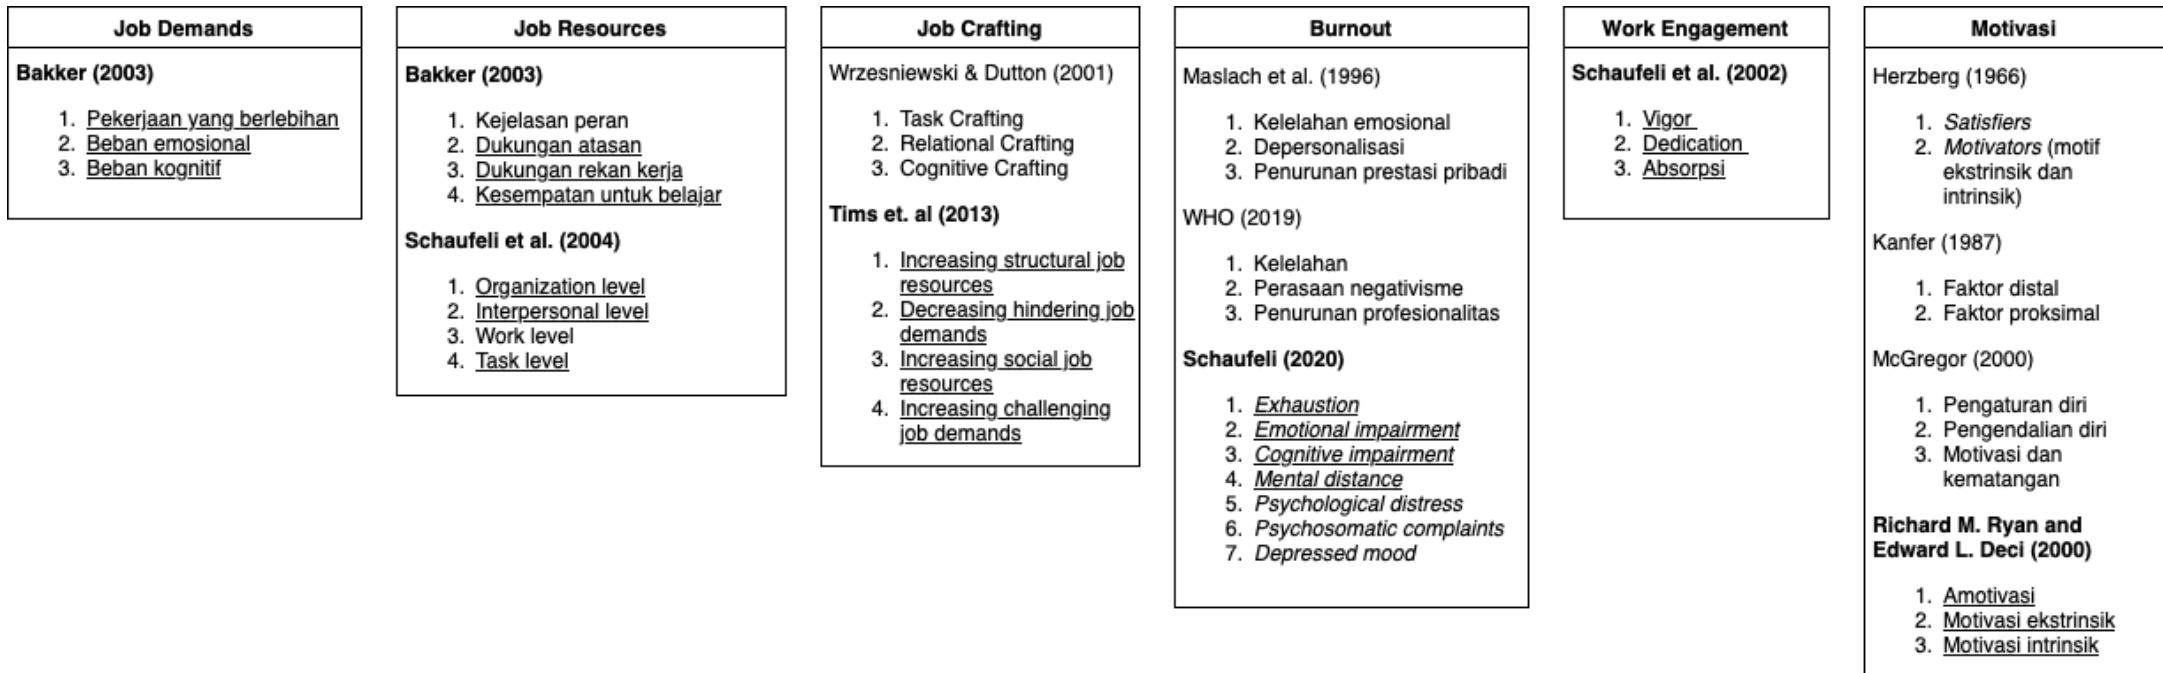 Job Demands
Bakker (2003)
1. Pekerjaan yang berlebihan
2. Beban emosional
3. Beban kognitif
Job Resources
Bakker (2003)
1. Kejelasan peran
2. Dukungan atasan
3. Dukungan rekan kerja
4. Kesempatan untuk belajar
Schaufeli et al. (2004)
1. Organization level
2. Interpersonal level
3. Work level
4. Task level
Job Crafting
Wrzesniewski & Dutton (2001)
1. Task Crafting
2. Relational Crafting
3. Cognitive Crafting
Tims et. al (2013)
1. Increasing structural job
resources
2. Decreasing hindering job
demands
3. Increasing social job
resources
4. Increasing challenging
job demands
Burnout
Maslach et al. (1996)
1. Kelelahan emosional
2. Depersonalisasi
3. Penurunan prestasi pribadi
WHO (2019)
1. Kelelahan
2. Perasaan negativisme
3. Penurunan profesionalitas
Schaufeli (2020)
1. Exhaustion
2. Emotional impairment
3. Cognitive impairment
4. Mental distance
5. Psychological distress
6. Psychosomatic complaints
7. Depressed mood
Work Engagement
Schaufeli et al. (2002)
1. Vigor
2. Dedication
3. Absorpsi
Motivasi
Herzberg (1966)
1. Satisfiers
2. Motivators (motif
ekstrinsik dan
intrinsik)
Kanfer (1987)
1. Faktor distal
2. Faktor proksimal
McGregor (2000)
1. Pengaturan diri
2. Pengendalian diri
3. Motivasi dan
kematangan
Richard M. Ryan and
Edward L. Deci (2000)
1. Amotivasi
2. Motivasi ekstrinsik
3. Motivasi intrinsik